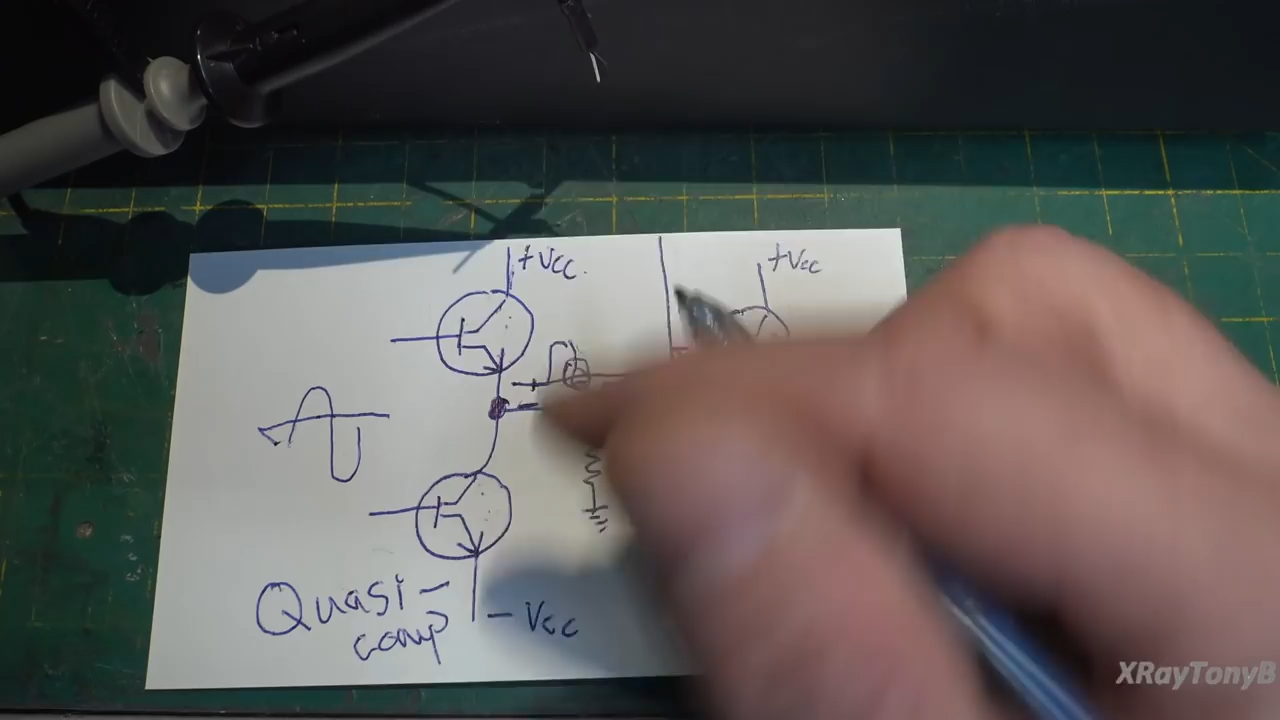 +Vcc
+Vcc
Quasi-
comp
-Vcc
XRayTonyB